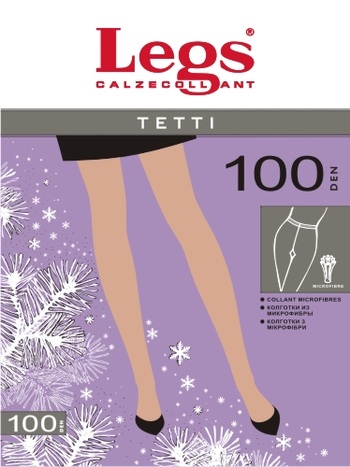 Legs®
CALZECOLLANT
TETTI
100 DEN
MICROFIBRE
COLLANT MICROFIBRES
КОЛГОТКИ ИЗ
МИКРОФИБРЫ
КОЛГОТКИ З
МІКРОФІБРИ
100 DEN